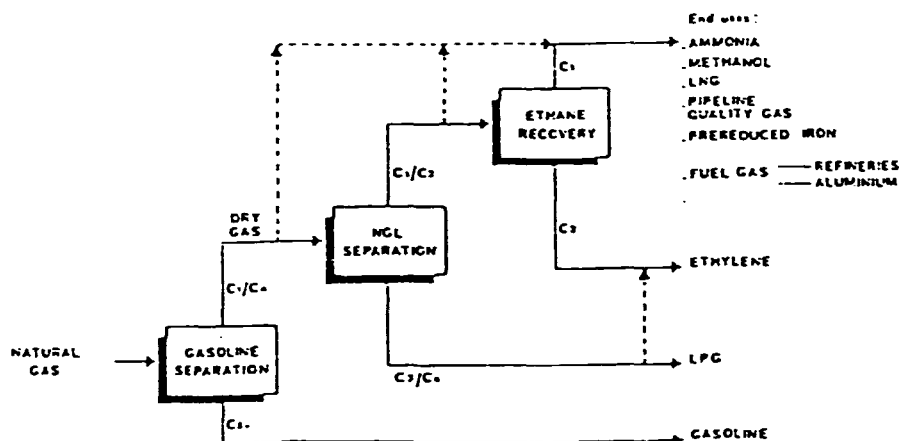 End uses:
.AMMONIA
.METHANOL
.LNG
.PIPELINE
QUALITY GAS
.PREREDUCED IRON
.FUEL GAS — REFINERIES
— ALUMINIUM
C1
ETHANE
RECOVERY
C1/C2
DRY
GAS
NGL
SEPARATION
C2
ETHYLENE
C1/C4
NATURAL
GAS
GASOLINE
SEPARATION
C3/C4
LPG
C5+
GASOLINE